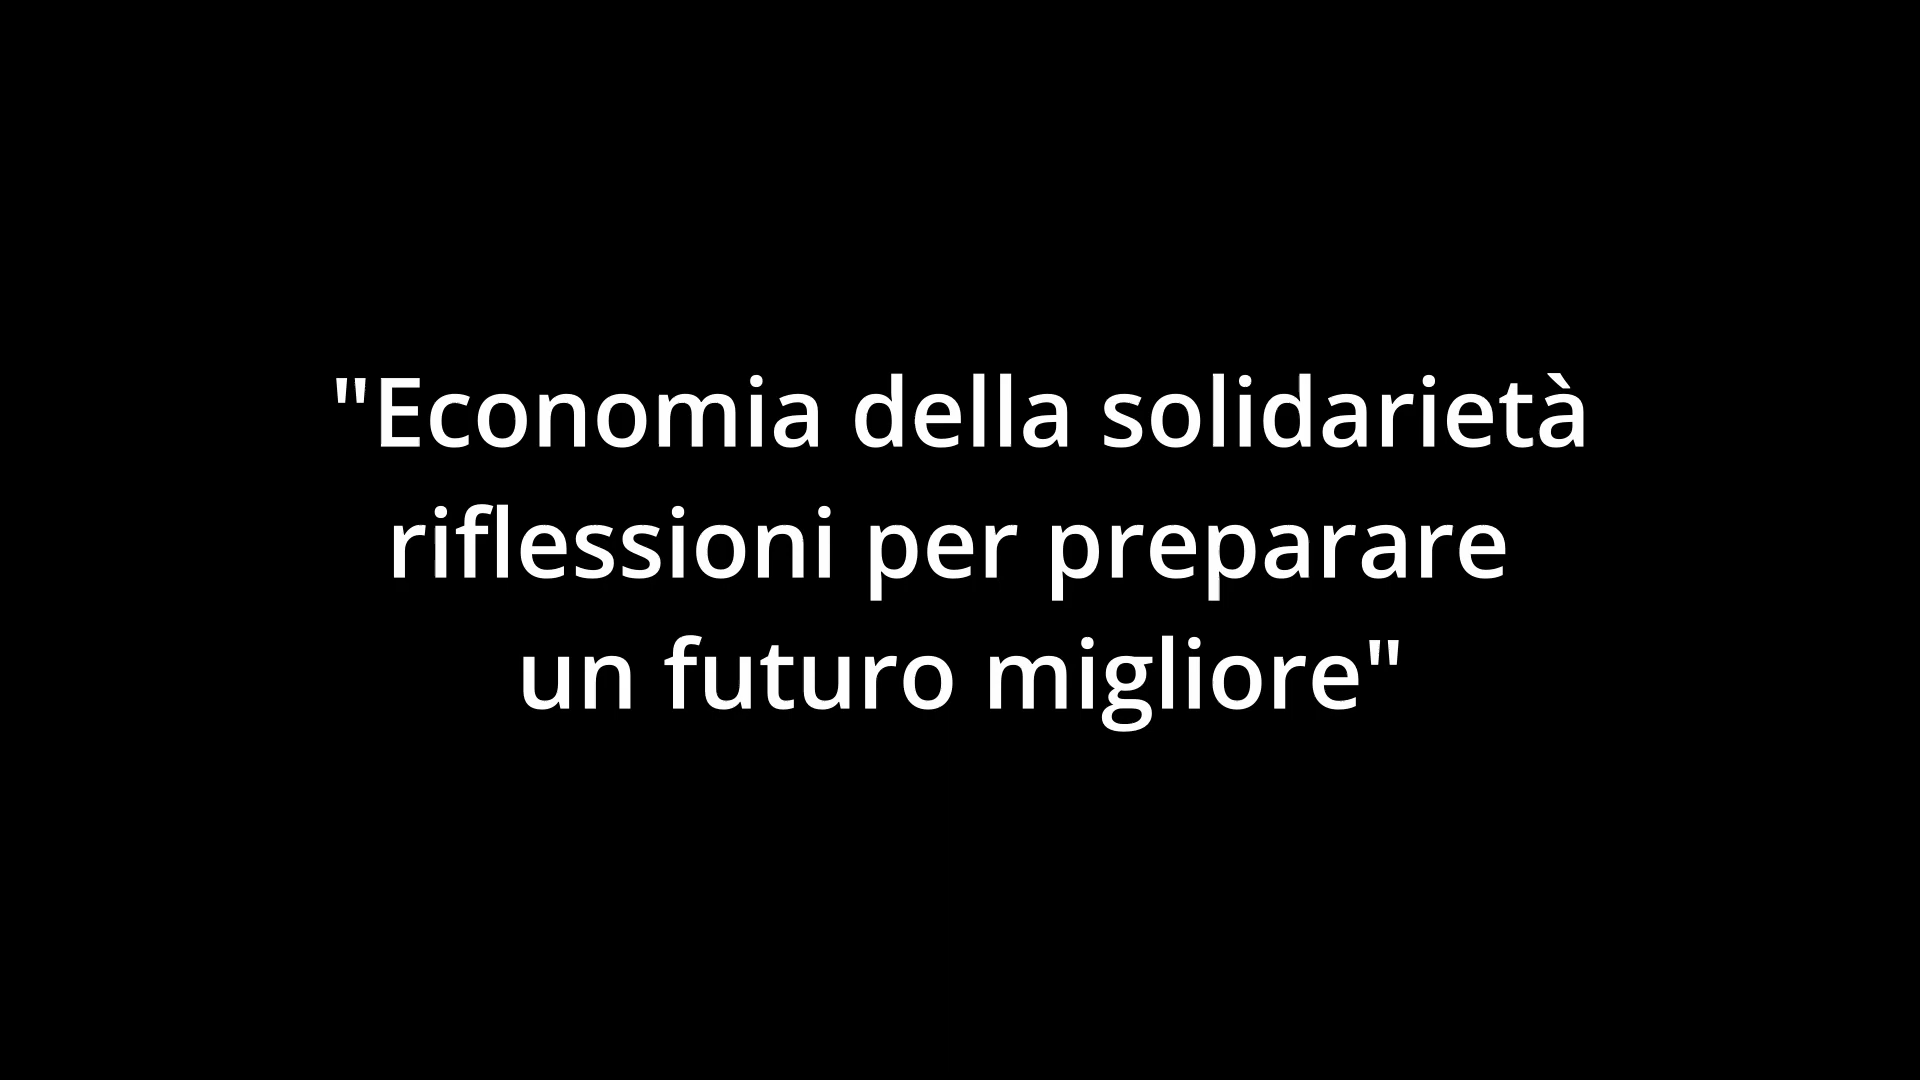 "Economia della solidarietà
riflessioni per preparare
un futuro migliore"